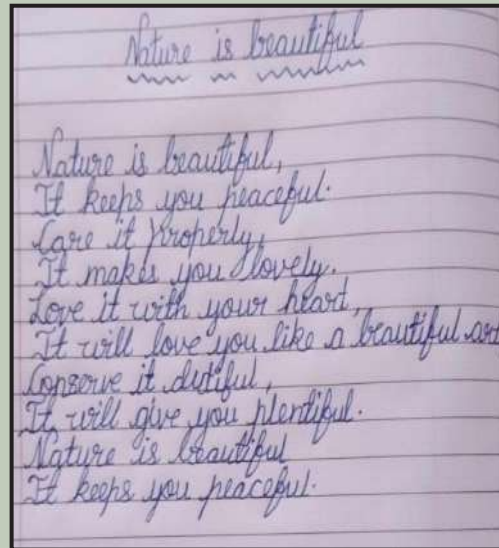 Nature is beautiful
Nature is beautiful,
It keeps you peaceful.
Care it properly,
It makes you lovely.
Love it with your heart,
It will love you like a beautiful art
Conserve it dutiful,
It will give you plentiful.
Nature is beautiful
It keeps you peaceful.